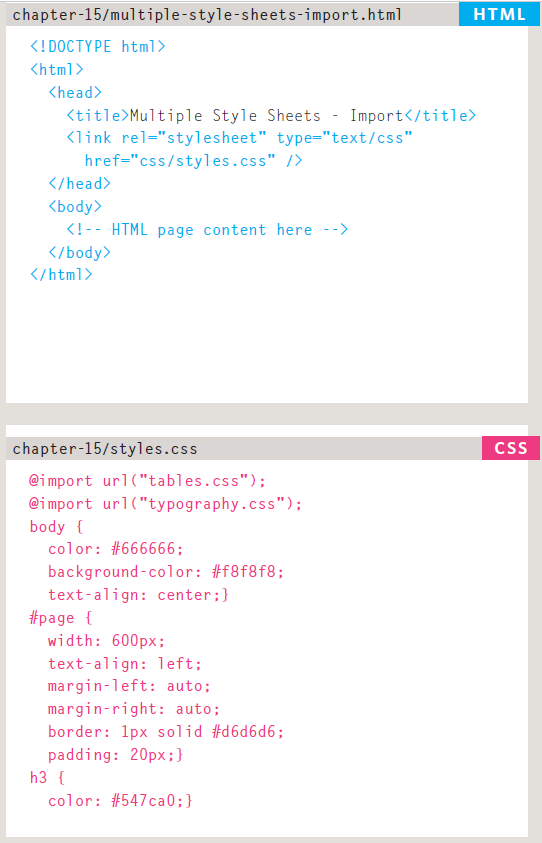 chapter-15/multiple-style-sheets-import.html HTML
<!DOCTYPE html>
<html>
  <head>
    <title>Multiple Style Sheets - Import</title>
    <link rel="stylesheet" type="text/css"
      href="css/styles.css" />
  </head>
  <body>
    <!-- HTML page content here -->
  </body>
</html>
chapter-15/styles.css CSS
@import url("tables.css");
@import url("typography.css");
body {
  color: #666666;
  background-color: #f8f8f8;
  text-align: center;}
#page {
  width: 600px;
  text-align: left;
  margin-left: auto;
  margin-right: auto;
  border: 1px solid #d6d6d6;
  padding: 20px;}
h3 {
  color: #547ca0;}